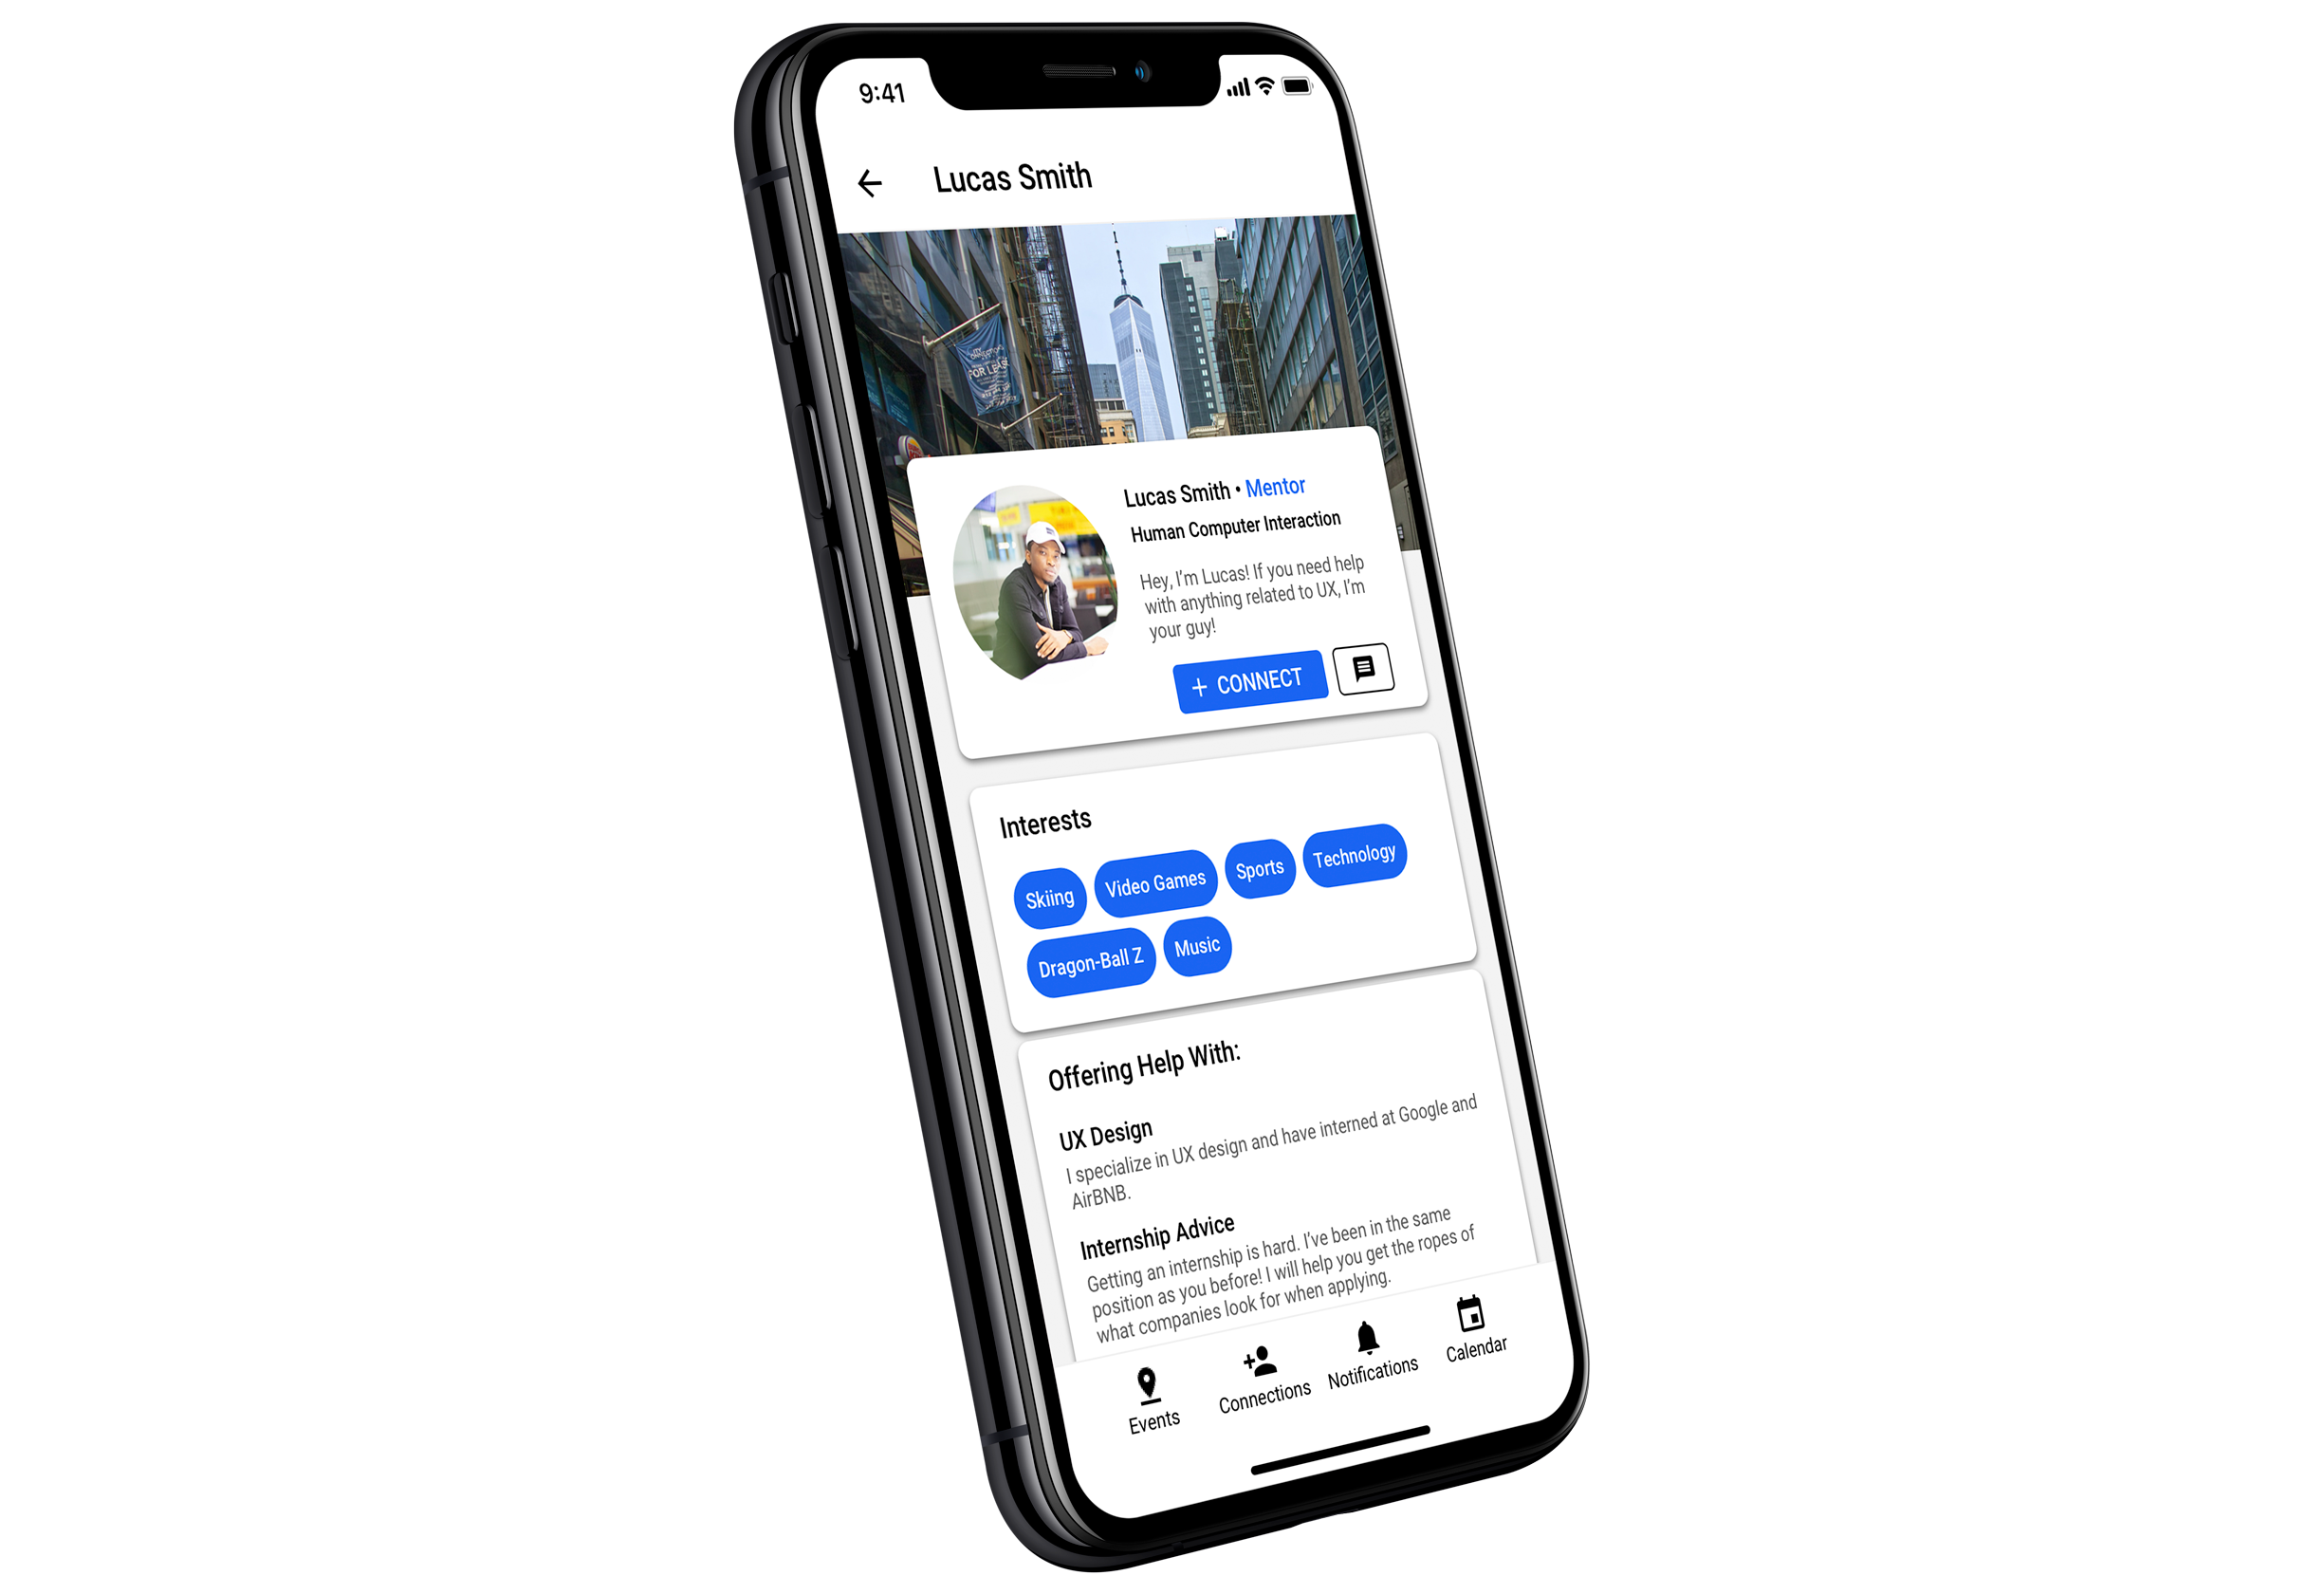 9:41
Lucas Smith
FOR LEASE
Lucas Smith • Mentor
Human Computer Interaction
Hey, I'm Lucas! If you need help
with anything related to UX, I'm
your guy!
+ CONNECT
Interests
Skiing Video Games Sports Technology
Dragon-Ball Z Music
Offering Help With:
UX Design
I specialize in UX design and have interned at Google and
AirBNB.
Internship Advice
Getting an internship is hard. I've been in the same
position as you before! I will help you get the ropes of
what companies look for when applying.
Events Connections Notifications Calendar